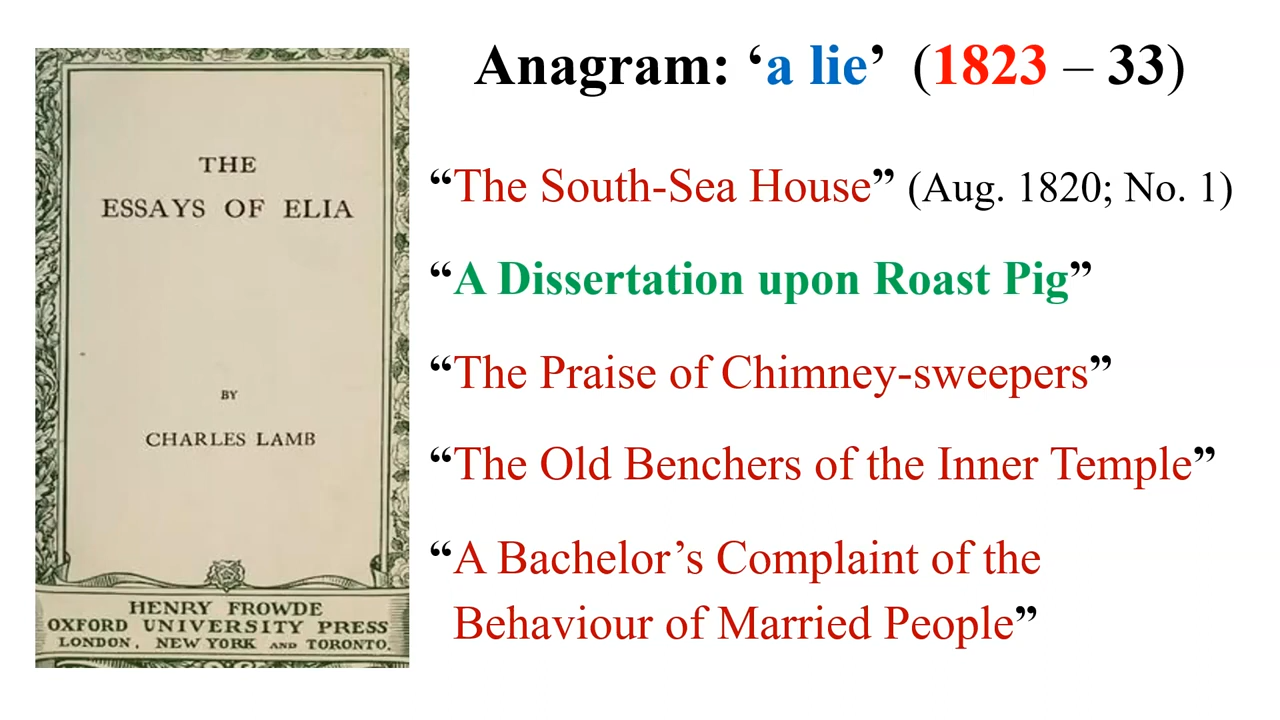 THE
ESSAYS OF ELIA
BY
CHARLES LAMB
HENRY FROWDE
OXFORD UNIVERSITY PRESS
LONDON, NEW YORK AND TORONTO.
Anagram: ‘a lie’ (1823 – 33)
“The South-Sea House” (Aug. 1820; No. 1)
“A Dissertation upon Roast Pig”
“The Praise of Chimney-sweepers”
“The Old Benchers of the Inner Temple”
“A Bachelor’s Complaint of the
Behaviour of Married People”